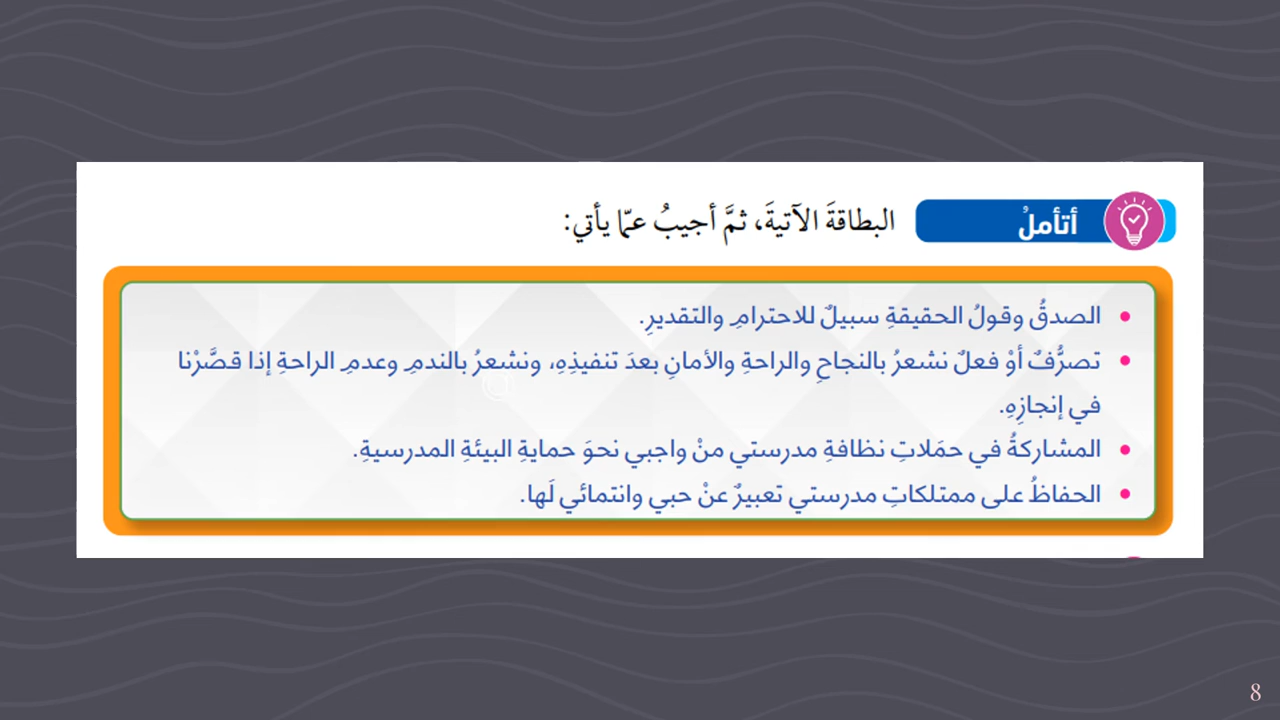 أتأملُ البطاقةَ الآتيةَ، ثمَّ أجيبُ عمّا يأتي:
• الصدقُ وقولُ الحقيقةِ سبيلٌ للاحترامِ والتقديرِ.
• تصرُّفٌ أوْ فعلٌ نشعرُ بالنجاحِ والراحةِ والأمانِ بعدَ تنفيذِهِ، ونشعرُ بالندمِ وعدمِ الراحةِ إذا قصَّرْنا
في إنجازِهِ.
• المشاركةُ في حمَلاتِ نظافةِ مدرستي منْ واجبي نحوَ حمايةِ البيئةِ المدرسيةِ.
• الحفاظُ على ممتلكاتِ مدرستي تعبيرٌ عنْ حبي وانتمائي لَها.
8